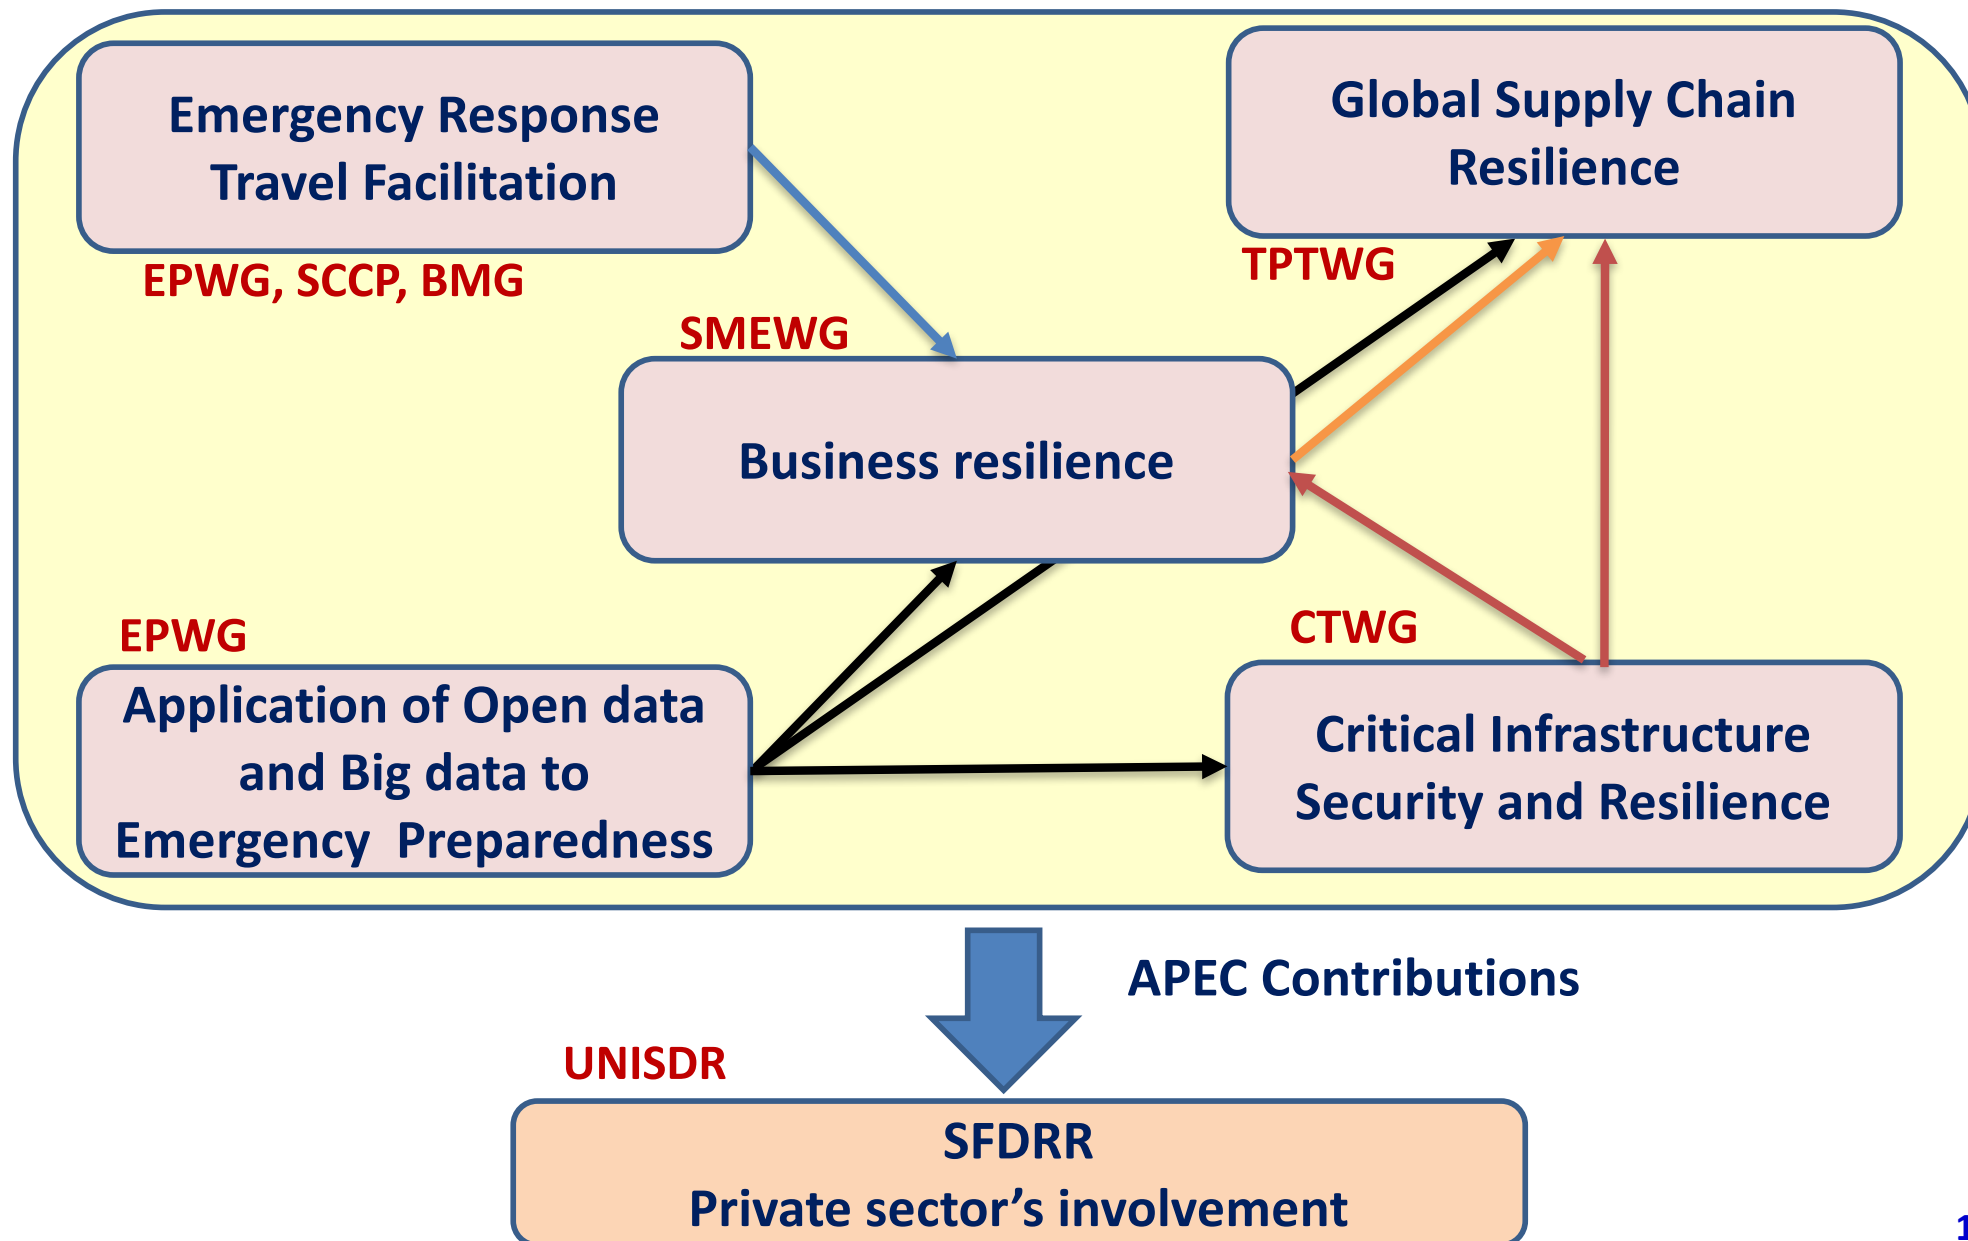 Emergency Response
Travel Facilitation
EPWG, SCCP, BMG
Global Supply Chain
Resilience
TPTWG
SMEWG
Business resilience
EPWG
Application of Open data
and Big data to
Emergency  Preparedness
CTWG
Critical Infrastructure
Security and Resilience
APEC Contributions
UNISDR
SFDRR
Private sector’s involvement